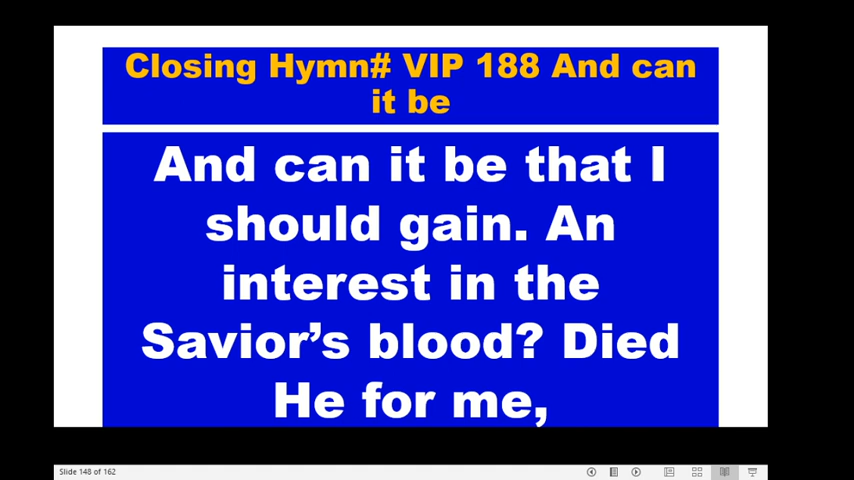 Closing Hymn# VIP 188 And can
it be
And can it be that I
should gain. An
interest in the
Savior’s blood? Died
He for me,
Slide 148 of 162